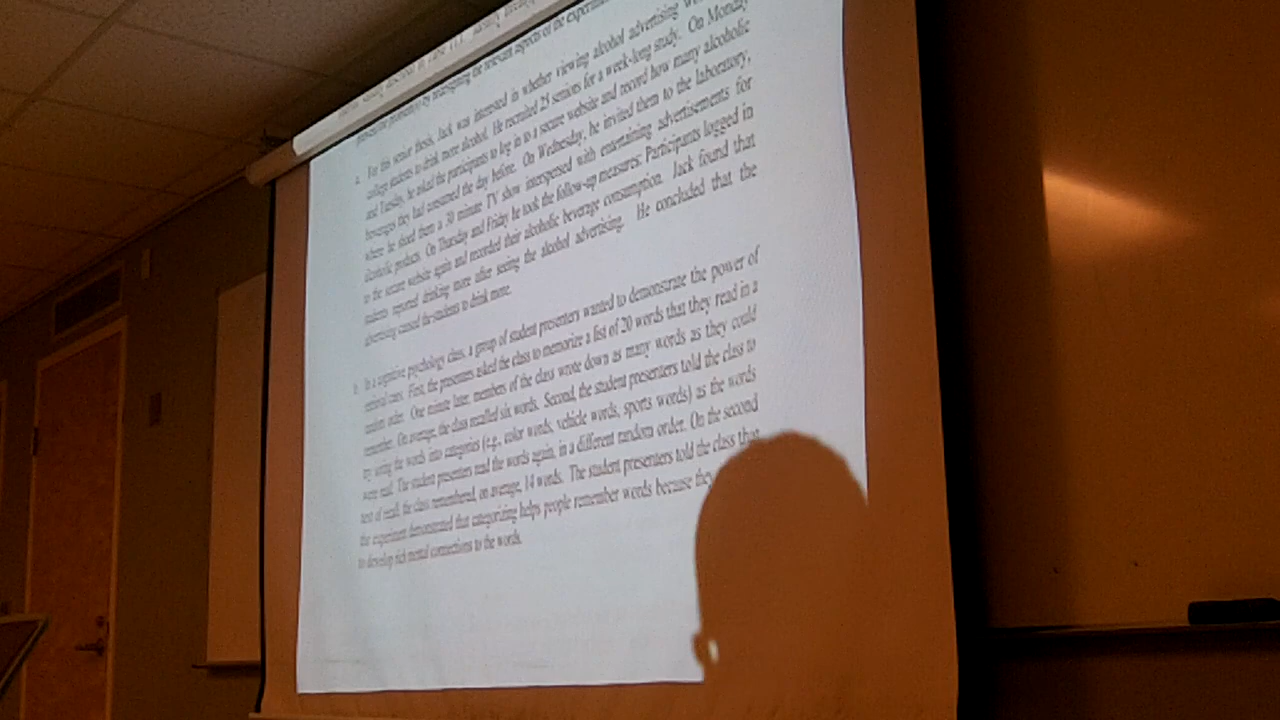 preventive problem(s) by redesigning the relevant aspects of the experiment
a. For his senior thesis, Jack was interested in whether viewing alcohol advertising
college students to drink more alcohol. He recruited 25 seniors for a week-long study. On Monday
and Tuesday, he asked the participants to log in to a secure website and record how many alcoholic
beverages they had consumed the day before. On Wednesday, he invited them to the laboratory,
where he showed them a 30 minute TV show interspersed with entertaining advertisements for
alcoholic products. On Thursday and Friday he took the follow-up measures: Participants logged in
to the secure website again and recorded their alcoholic beverage consumption. Jack found that
students reported drinking more after seeing the alcohol advertising. He concluded that the
advertising caused the students to drink more.
b. In a cognitive psychology class, a group of student presenters wanted to demonstrate the power of
retrieval cues. First, the presenters asked the class to memorize a list of 20 words that they read in a
random order. One minute later, members of the class wrote down as many words as they could
remember. On average, the class recalled six words. Second, the student presenters told the class to
try sorting the words into categories (e.g., color words, vehicle words, sports words) as the words
were read. The student presenters read the words again, in a different random order. On the second
test of recall, the class remembered, on average, 14 words. The student presenters told the class that
the experiment demonstrated that categorizing helps people remember words because they
to develop rich mental connections to the words.